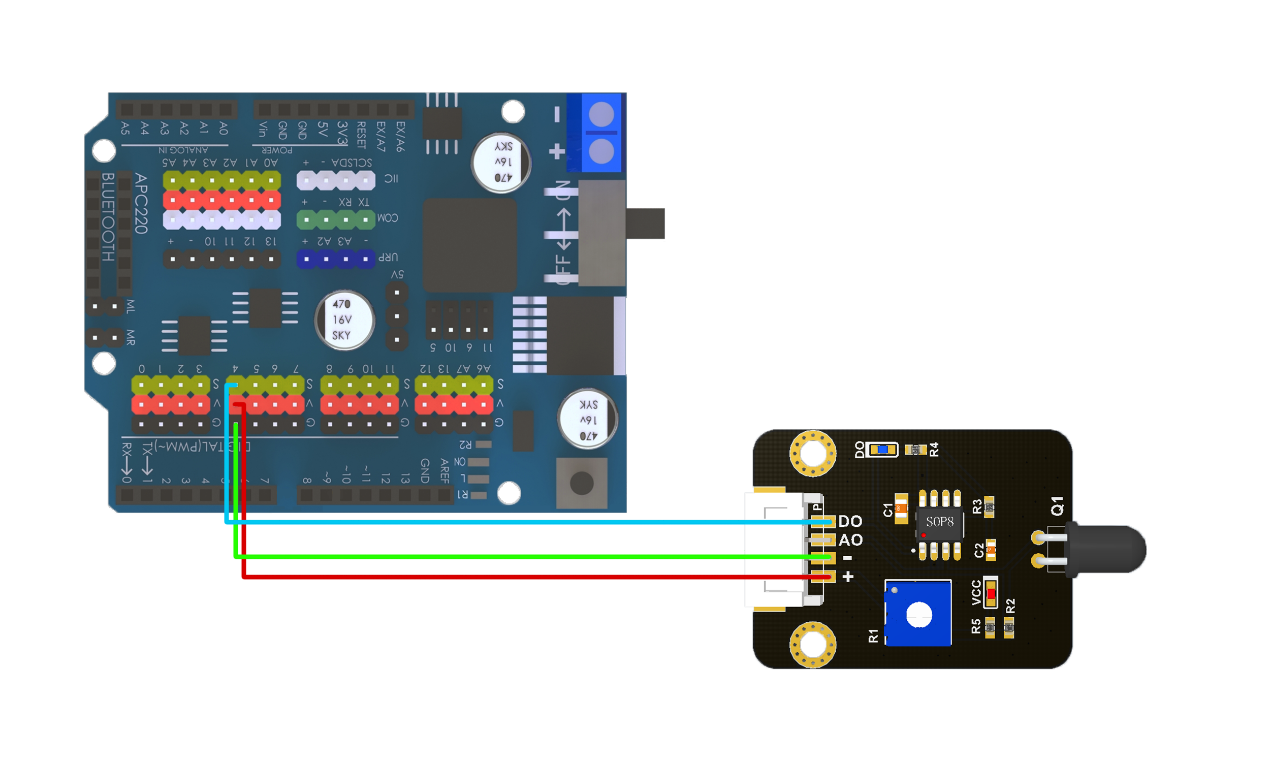 A5 A4 A3 A2 A1 A0
Vin GND GND 5V 3V3 RESET EX/A7 EX/A6
ANALOG IN
POWER
A5 A4 A3 A2 A1 A0
+ - SDA SCL
IIC
+ - RX TX
COM
+ A2 A3 -
URP
+ - 10 11 12 13
BLUETOOTH
APC220
ML
MR
5V
SKY
16v
470
-
+
OFF ON
470
16V
SKY
5 10 6 11
0 1 2 3
4 5 6 7
8 9 10 11
12 13 A7 A6
S
V
G
S
V
G
S
V
G
S
V
G
DIGITAL(PWM~)
RX
TX
0 1 2 3 4 5 6 7
8 ~9 ~10 ~11 12 13 GND AREF
R2
ON
L
R1
SYK
16v
470
DO
R4
P
DO
AO
-
+
C1
SOP8
R3
C2
Q1
VCC
R2
R5
R1